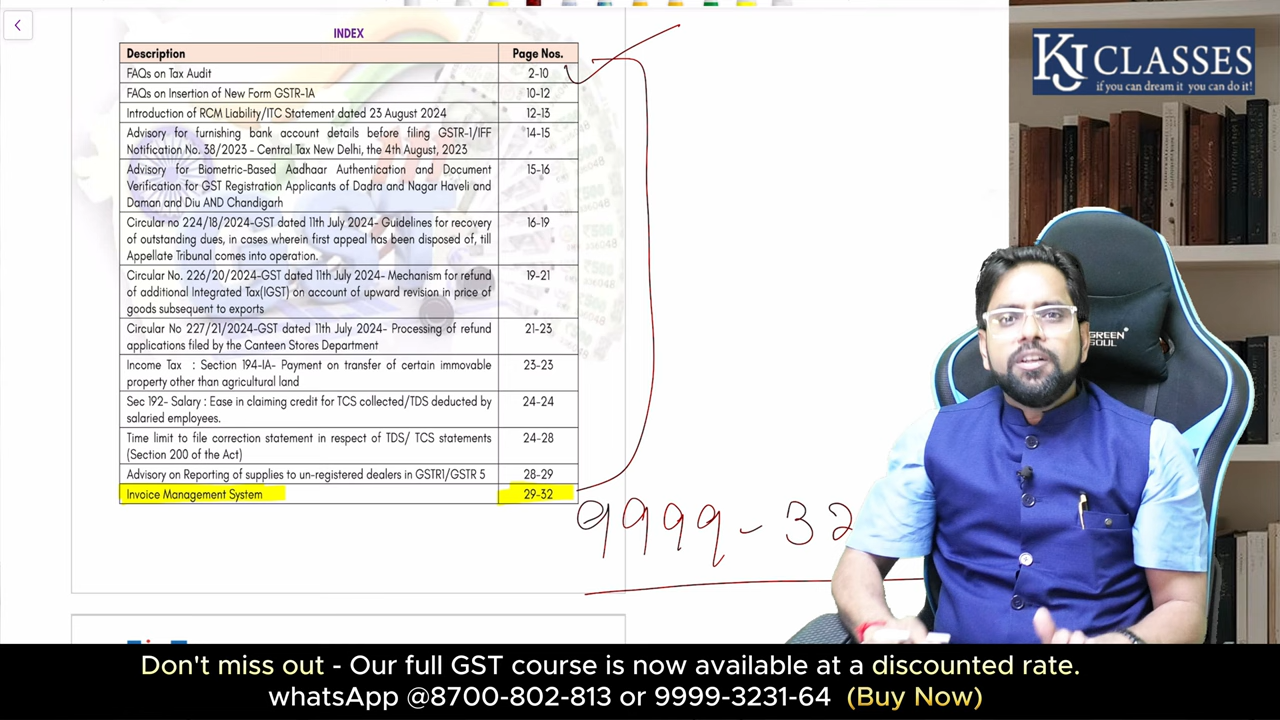 INDEX
Description Page Nos.
FAQs on Tax Audit 2-10
FAQs on Insertion of New Form GSTR-1A 10-12
Introduction of RCM Liability/ITC Statement dated 23 August 2024 12-13
Advisory for furnishing bank account details before filing GSTR-1/IFF 14-15
Notification No. 38/2023 - Central Tax New Delhi, the 4th August, 2023
Advisory for Biometric-Based Aadhaar Authentication and Document 15-16
Verification for GST Registration Applicants of Dadra and Nagar Haveli and
Daman and Diu AND Chandigarh
Circular no 224/18/2024-GST dated 11th July 2024- Guidelines for recovery 16-19
of outstanding dues, in cases wherein first appeal has been disposed of, till
Appellate Tribunal comes into operation.
Circular No. 226/20/2024-GST dated 11th July 2024- Mechanism for refund 19-21
of additional Integrated Tax(IGST) on account of upward revision in price of
goods subsequent to exports
Circular No 227/21/2024-GST dated 11th July 2024- Processing of refund 21-23
applications filed by the Canteen Stores Department
Income Tax : Section 194-IA- Payment on transfer of certain immovable 23-23
property other than agricultural land
Sec 192- Salary : Ease in claiming credit for TCS collected/TDS deducted by 24-24
salaried employees.
Time limit to file correction statement in respect of TDS/ TCS statements 24-28
(Section 200 of the Act)
Advisory on Reporting of supplies to un-registered dealers in GSTR1/GSTR 5 28-29
Invoice Management System 29-32
9999-32
KJ CLASSES
if you can dream it you can do it!
GREEN
SOUL
Don't miss out - Our full GST course is now available at a discounted rate.
whatsApp @8700-802-813 or 9999-3231-64 (Buy Now)